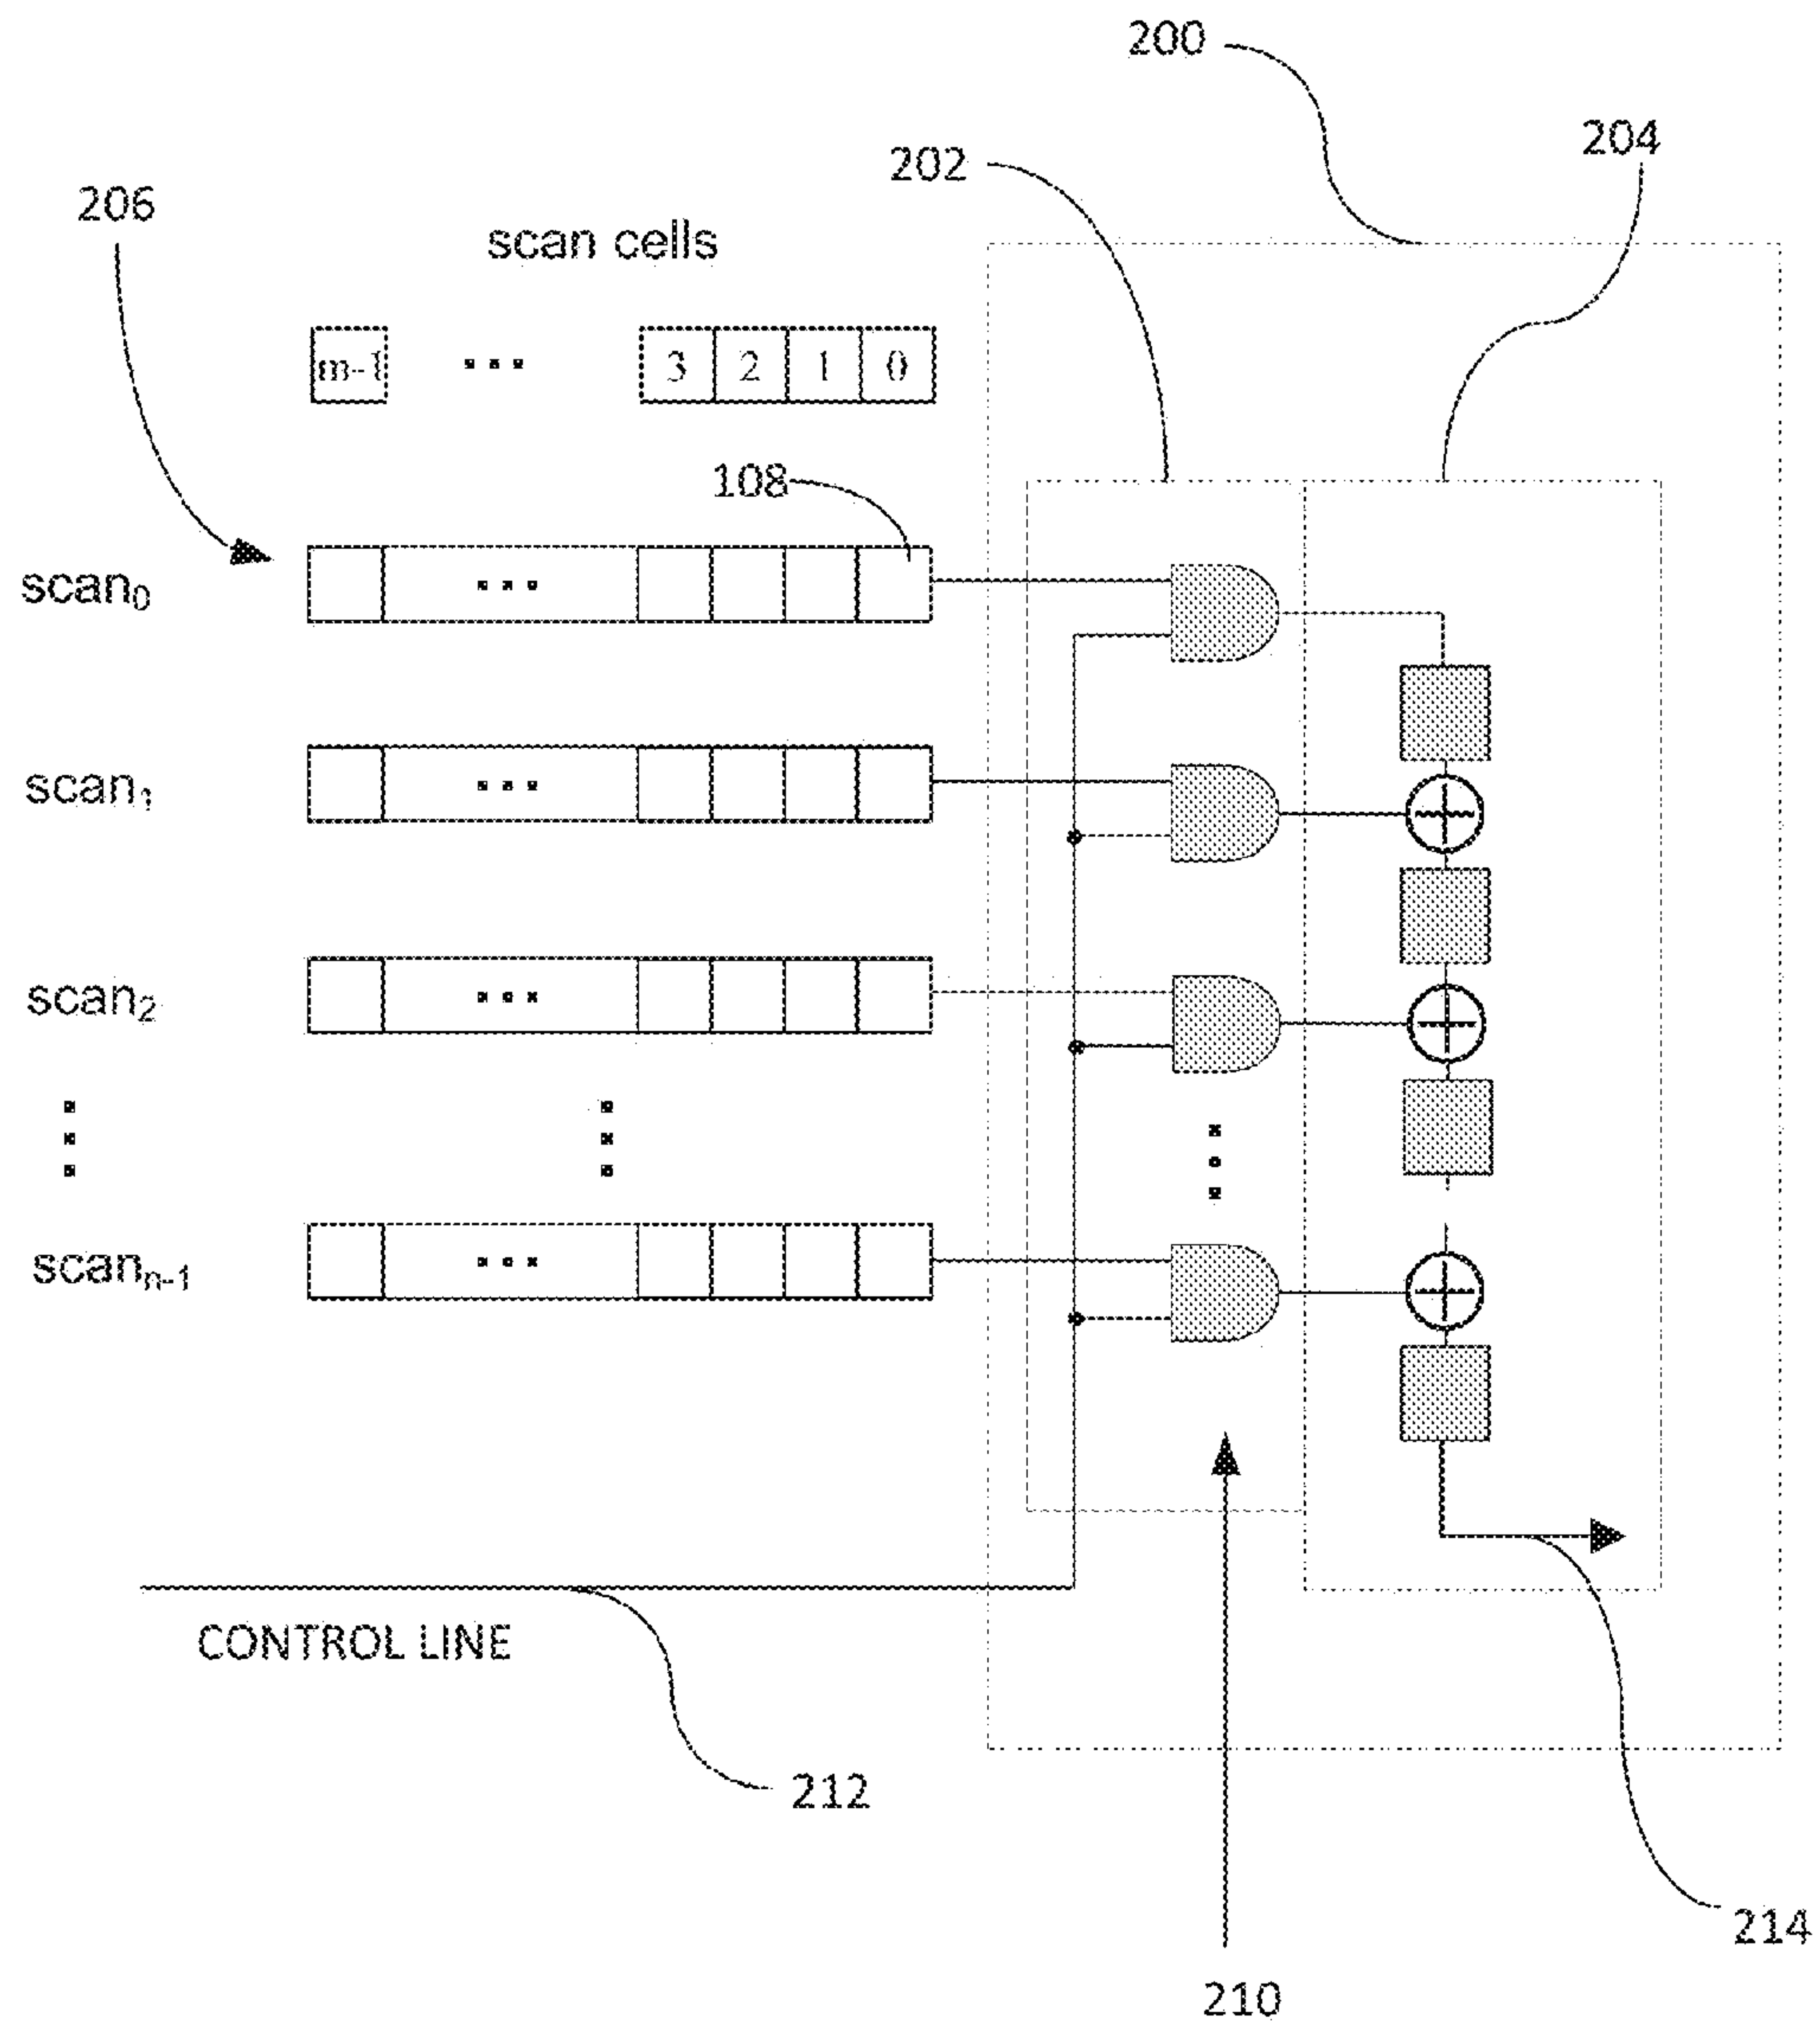 200
204
202
206
scan cells
m-1 ... 3 2 1 0
108
scan₀
scan₁
scan₂
scanₙ₋₁
CONTROL LINE
212
214
210